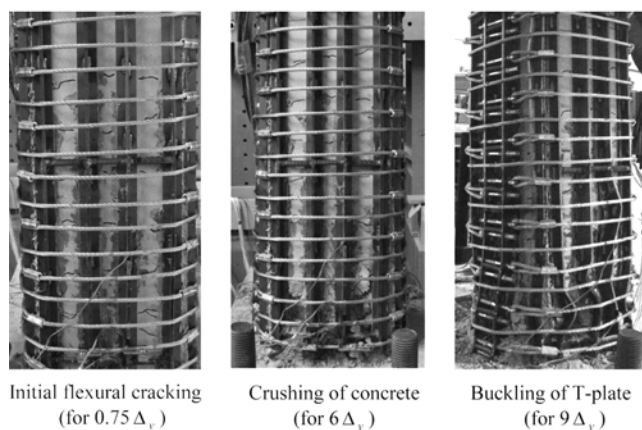 Initial flexural cracking
(for 0.75Δy)
Crushing of concrete
(for 6Δy)
Buckling of T-plate
(for 9Δy)